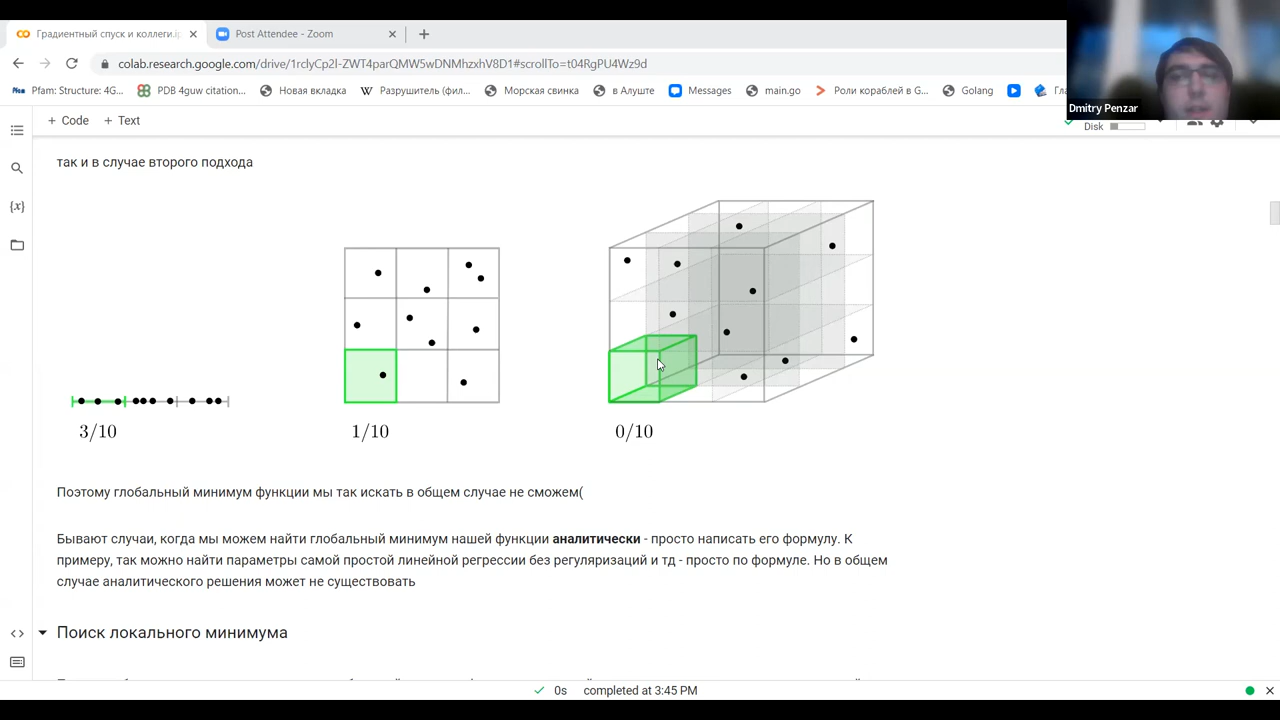 Градиентный спуск и коллеги.i
Post Attendee - Zoom
colab.research.google.com/drive/1rclyCp2I-ZWT4parQMW5wDNMhzxhV8D1#scrollTo=t04RgPU4Wz9d
Pfam: Structure: 4G... PDB 4guw citation... Новая вкладка Разрушитель (фил... Морская свинка в Алуште Messages main.go Роли кораблей в G... Golang
Dmitry Penzar
+ Code + Text
Disk
так и в случае второго подхода
3/10 1/10 0/10
Поэтому глобальный минимум функции мы так искать в общем случае не сможем(
Бывают случаи, когда мы можем найти глобальный минимум нашей функции аналитически - просто написать его формулу. К
примеру, так можно найти параметры самой простой линейной регрессии без регуляризаций и тд - просто по формуле. Но в общем
случае аналитического решения может не существовать
Поиск локального минимума
0s completed at 3:45 PM